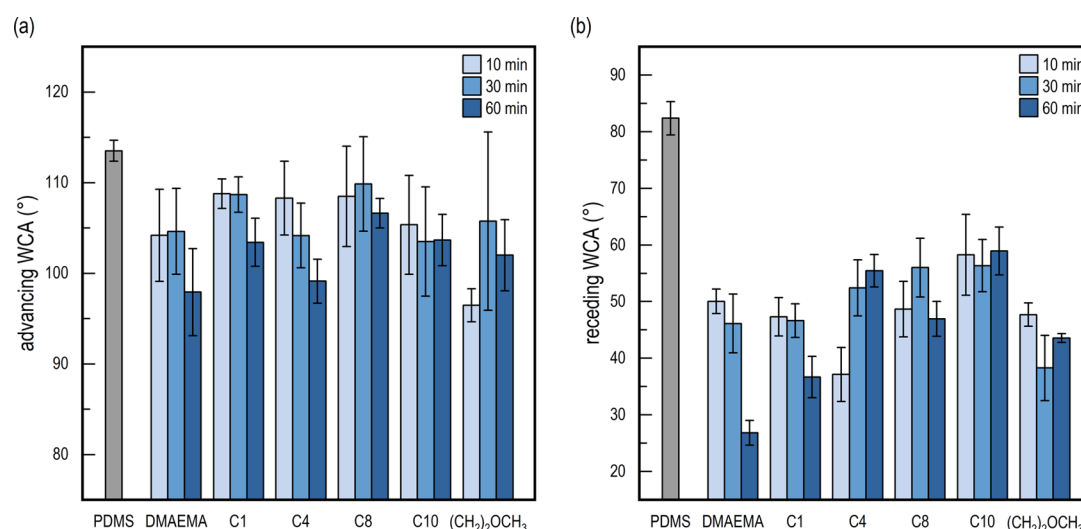 (a)
advancing WCA (°)
120
110
100
90
80
10 min
30 min
60 min
PDMS DMAEMA C1 C4 C8 C10 (CH₂)₂OCH₃
(b)
receding WCA (°)
90
80
70
60
50
40
30
20
10 min
30 min
60 min
PDMS DMAEMA C1 C4 C8 C10 (CH₂)₂OCH₃